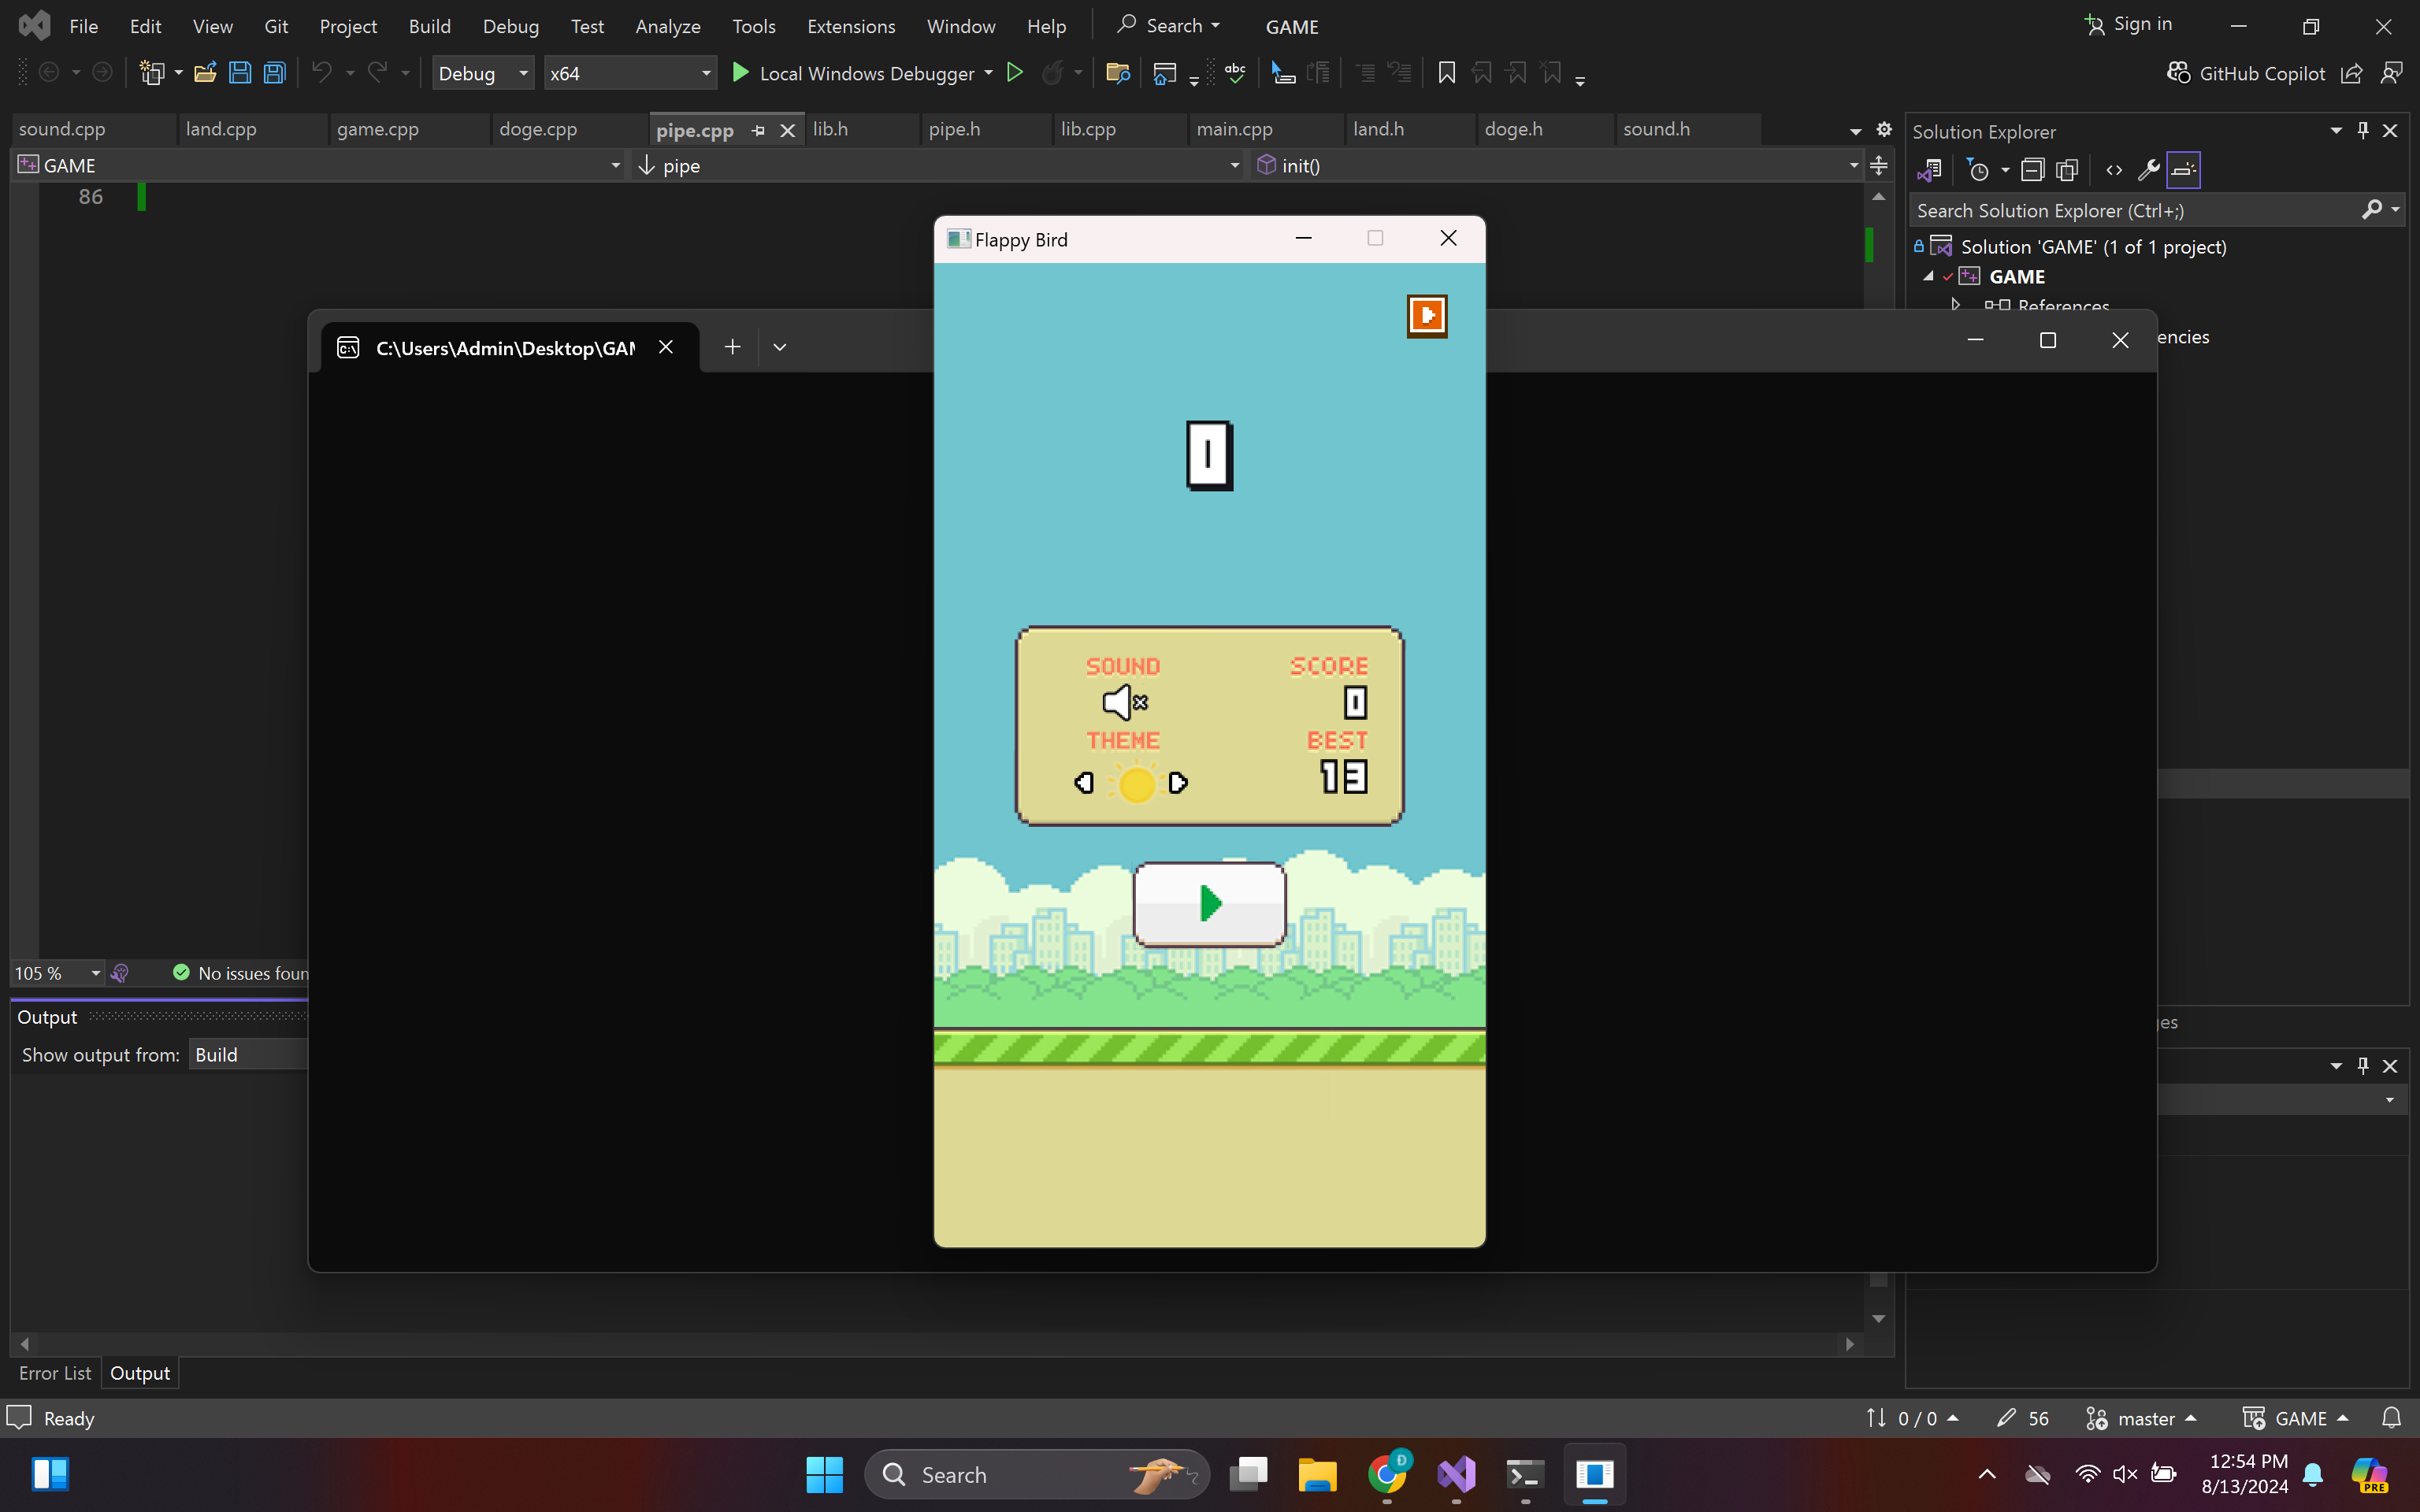 File Edit View Git Project Build Debug Test Analyze Tools Extensions Window Help Search GAME Sign in
Debug x64 Local Windows Debugger abc GitHub Copilot
sound.cpp land.cpp game.cpp doge.cpp pipe.cpp lib.h pipe.h lib.cpp main.cpp land.h doge.h sound.h
Solution Explorer
GAME pipe init()
86
Search Solution Explorer (Ctrl+;)
Flappy Bird
Solution 'GAME' (1 of 1 project)
GAME
References
encies
C:\Users\Admin\Desktop\GAM
0
SOUND SCORE
0
THEME BEST
13
105 % No issues foun
Output
Show output from: Build
ges
Error List Output
Ready 0 / 0 56 master GAME
Search
Đ
12:54 PM
8/13/2024
PRE